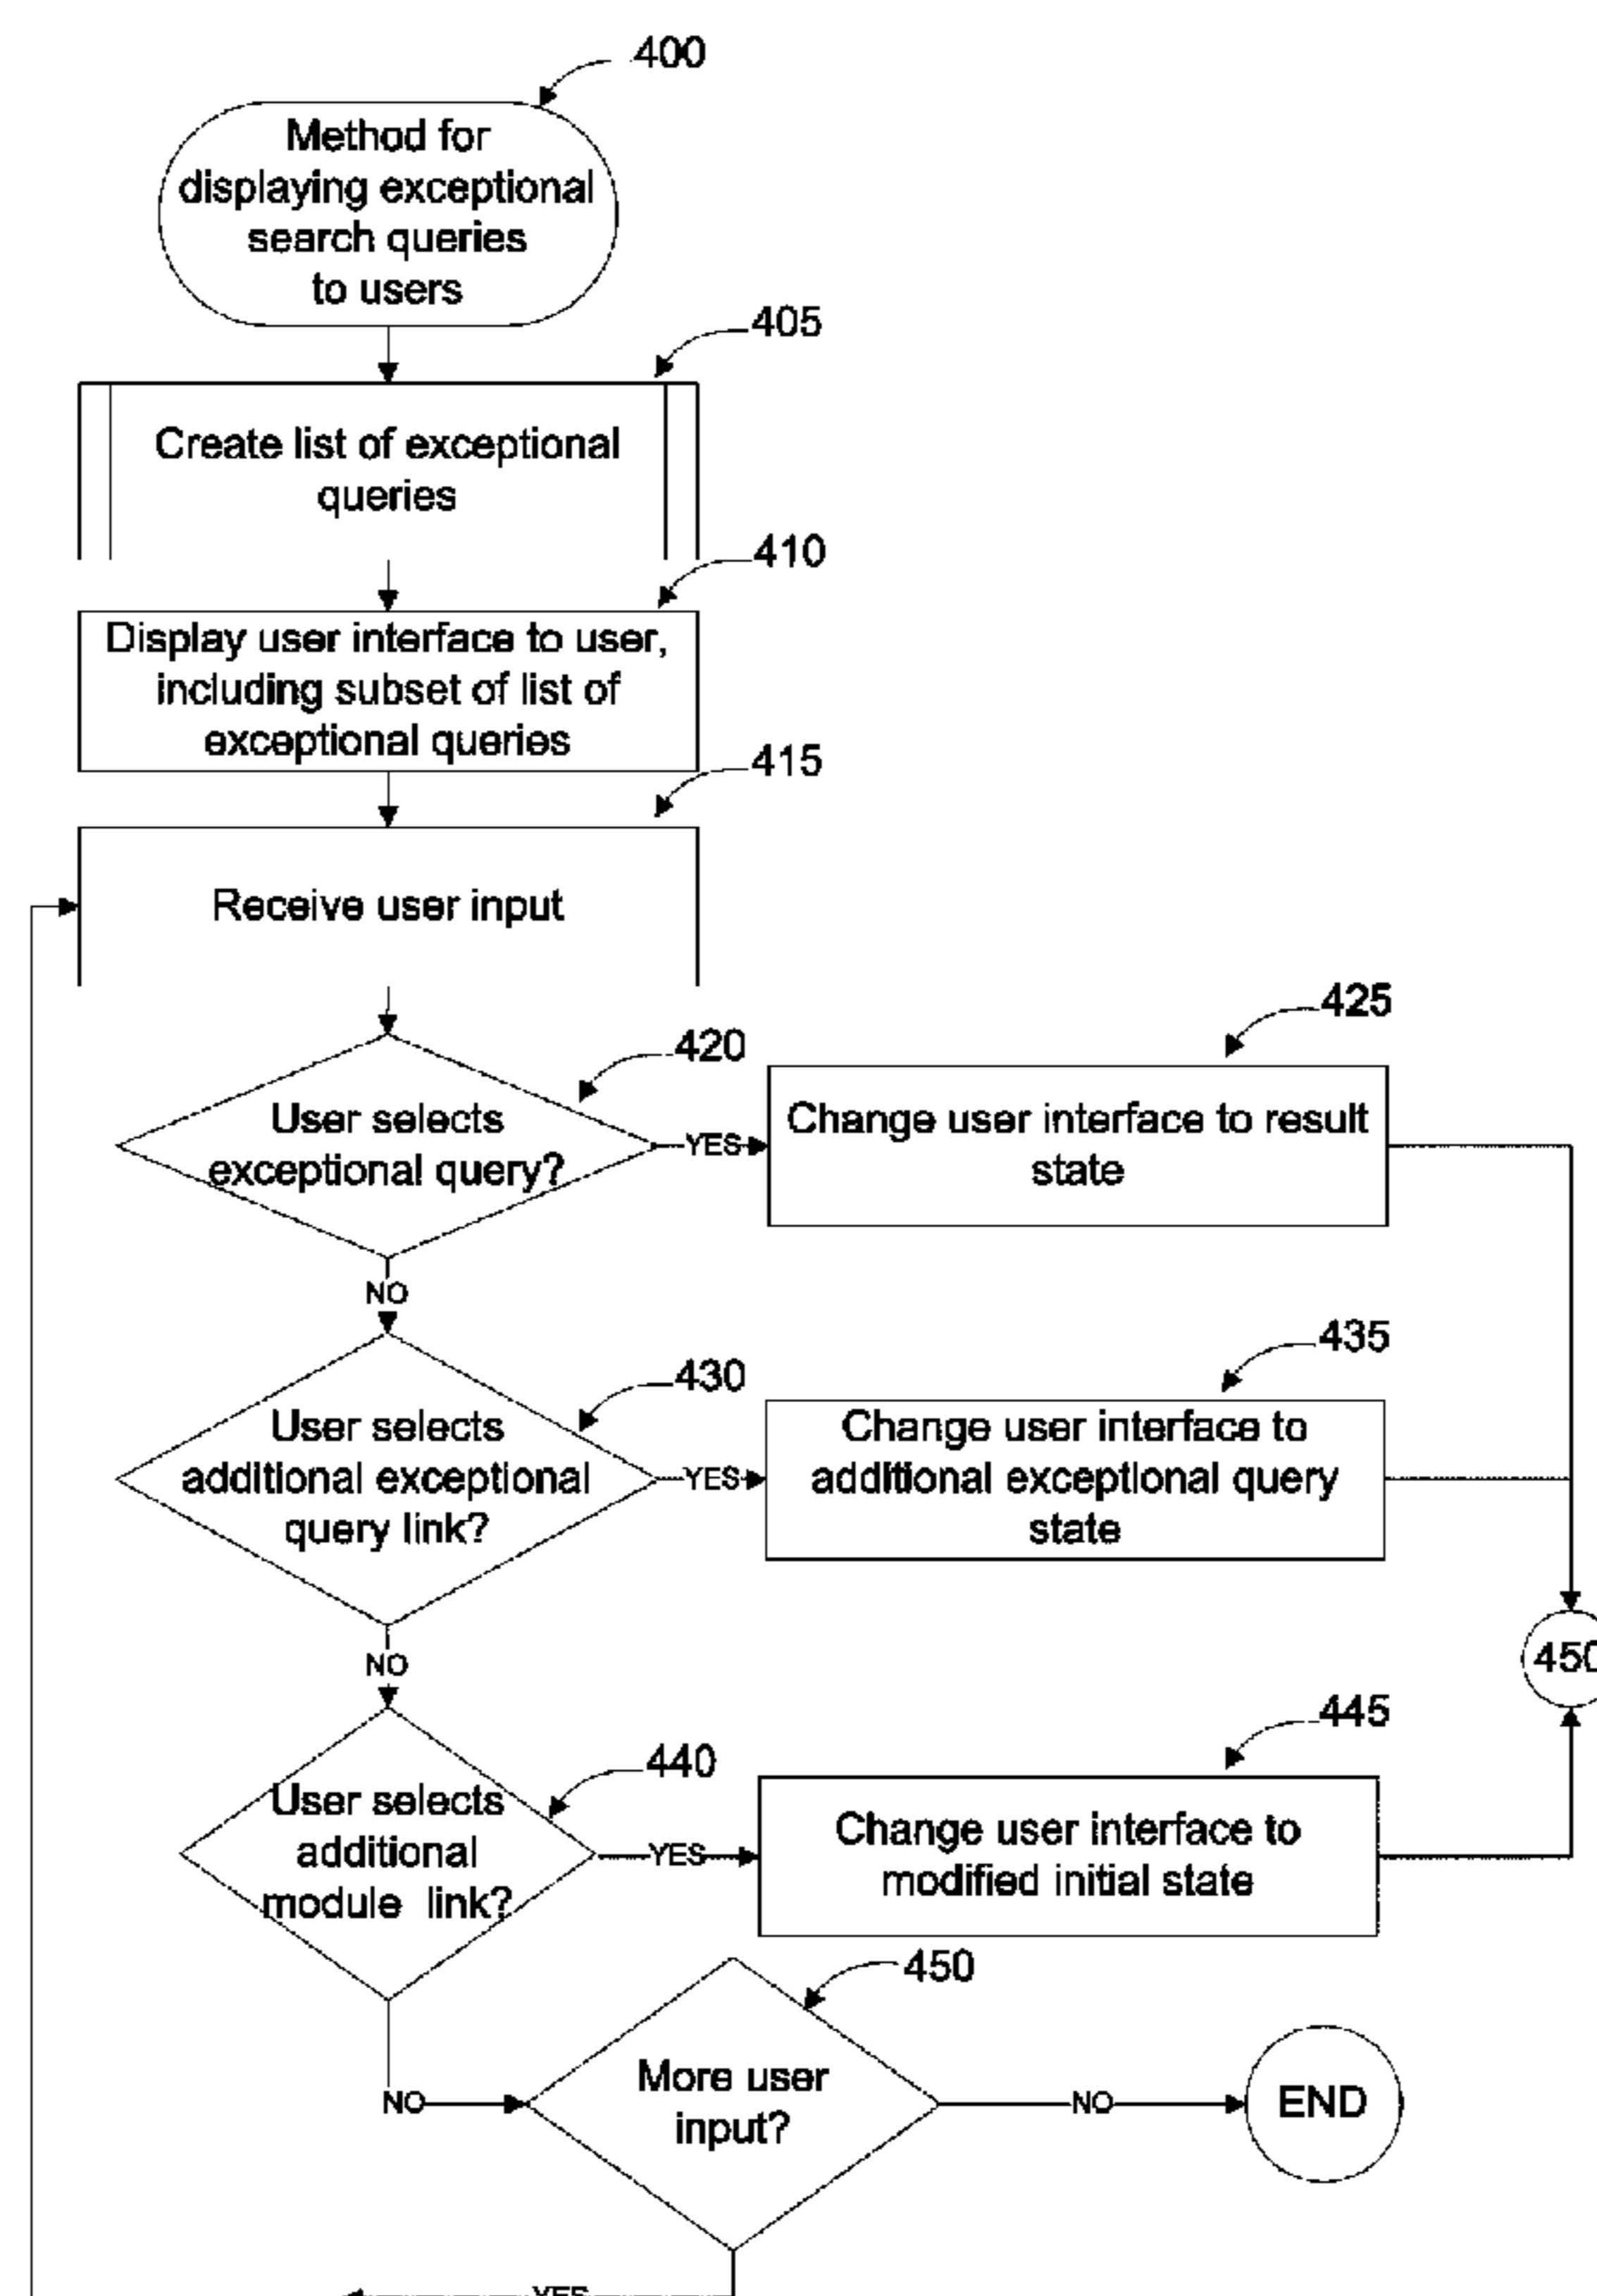 400
Method for
displaying exceptional
search queries
to users
405
Create list of exceptional
queries
410
Display user interface to user,
including subset of list of
exceptional queries
415
Receive user input
420
User selects
exceptional query?
YES
425
Change user interface to result
state
NO
430
User selects
additional exceptional
query link?
YES
435
Change user interface to
additional exceptional query
state
NO
450
440
User selects
additional
module link?
YES
445
Change user interface to
modified initial state
NO
450
More user
input?
NO
END
YES